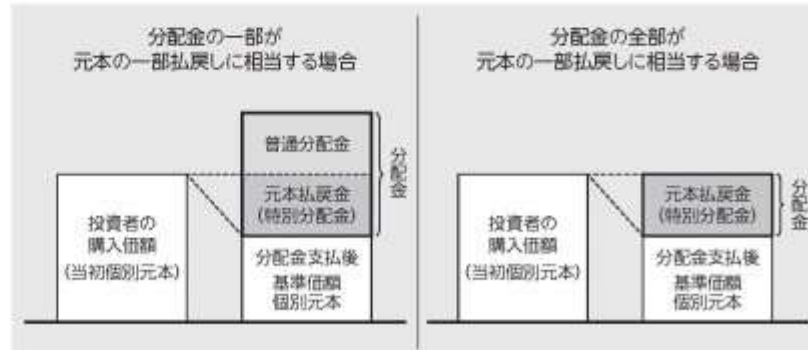 分配金の一部が
元本の一部払戻しに相当する場合
普通分配金
元本払戻金
(特別分配金)
分配金
投資者の
購入価額
(当初個別元本)
分配金支払後
基準価額
個別元本
分配金の全部が
元本の一部払戻しに相当する場合
元本払戻金
(特別分配金)
分配金
投資者の
購入価額
(当初個別元本)
分配金支払後
基準価額
個別元本